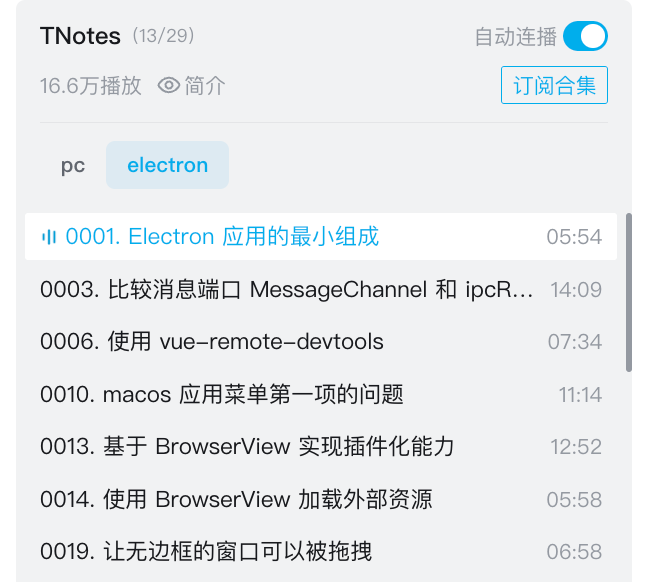 TNotes (13/29) 自动连播
16.6万播放 简介 订阅合集
pc electron
0001. Electron 应用的最小组成 05:54
0003. 比较消息端口 MessageChannel 和 ipcR... 14:09
0006. 使用 vue-remote-devtools 07:34
0010. macos 应用菜单第一项的问题 11:14
0013. 基于 BrowserView 实现插件化能力 12:52
0014. 使用 BrowserView 加载外部资源 05:58
0019. 让无边框的窗口可以被拖拽 06:58